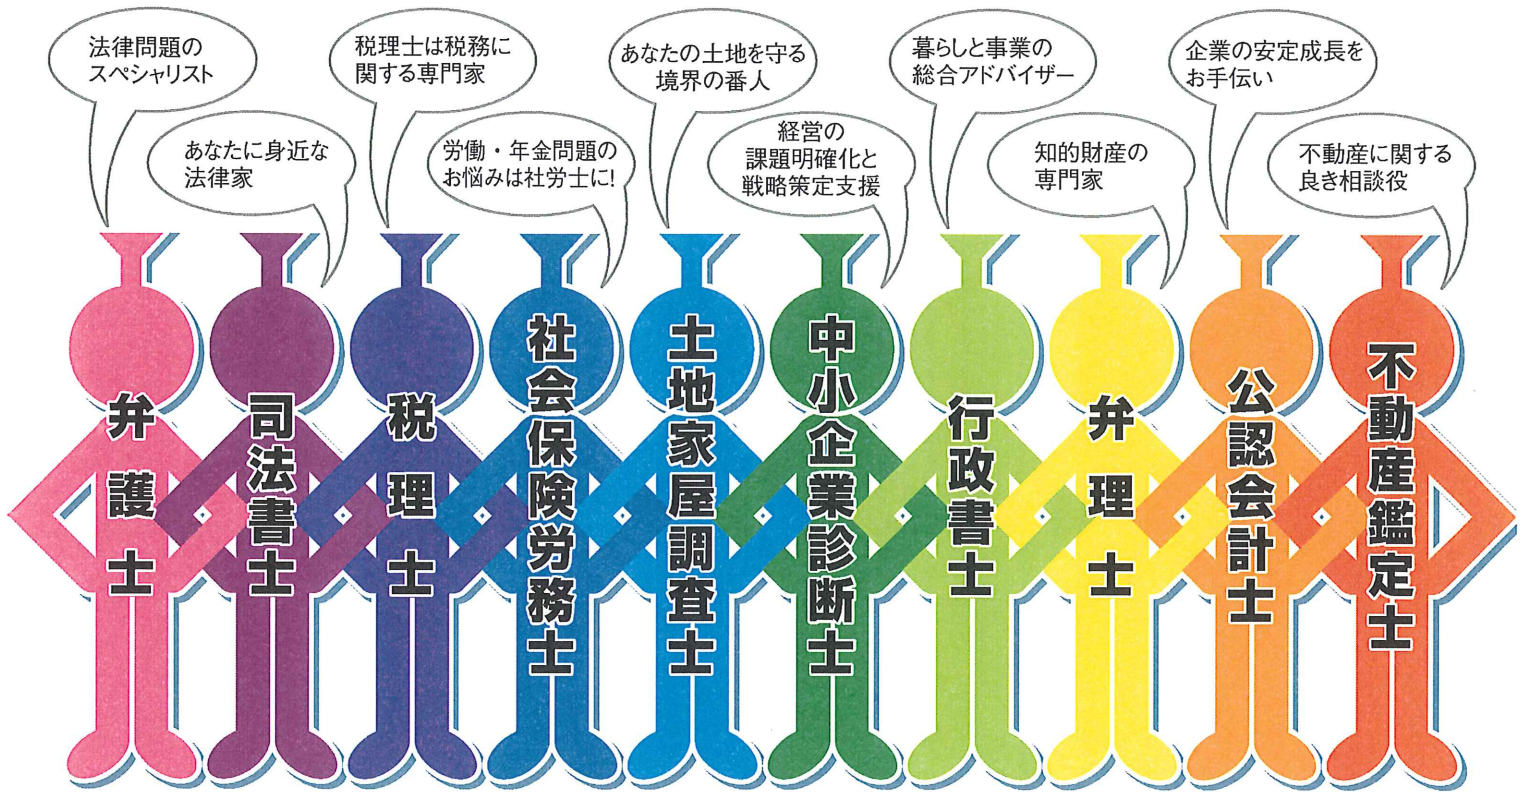 法律問題の
スペシャリスト
あなたに身近な
法律家
税理士は税務に
関する専門家
労働・年金問題の
お悩みは社労士に!
あなたの土地を守る
境界の番人
経営の
課題明確化と
戦略策定支援
暮らしと事業の
総合アドバイザー
知的財産の
専門家
企業の安定成長を
お手伝い
不動産に関する
良き相談役
弁護士
司法書士
税理士
社会保険労務士
土地家屋調査士
中小企業診断士
行政書士
弁理士
公認会計士
不動産鑑定士